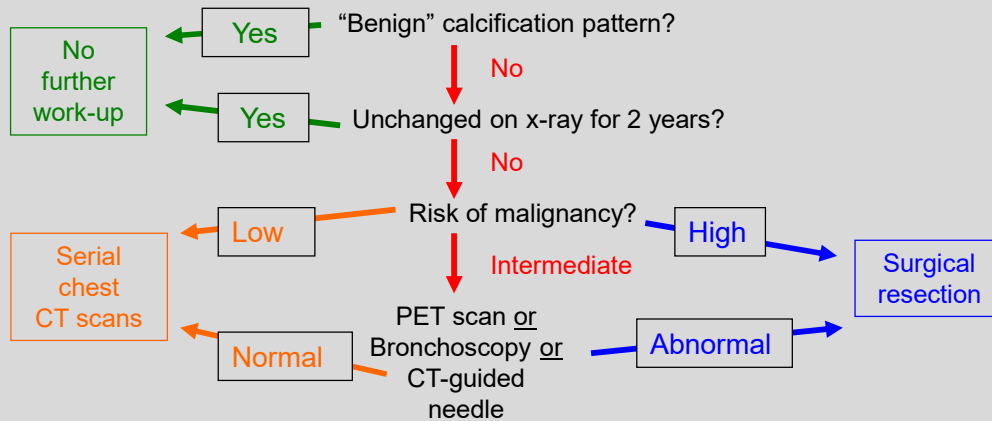 “Benign” calcification pattern?
Yes
No
further
work-up
No
Yes
Unchanged on x-ray for 2 years?
No
Risk of malignancy?
Low
High
Serial
chest
CT scans
Intermediate
Surgical
resection
PET scan or
Bronchoscopy or
CT-guided
needle
Normal
Abnormal